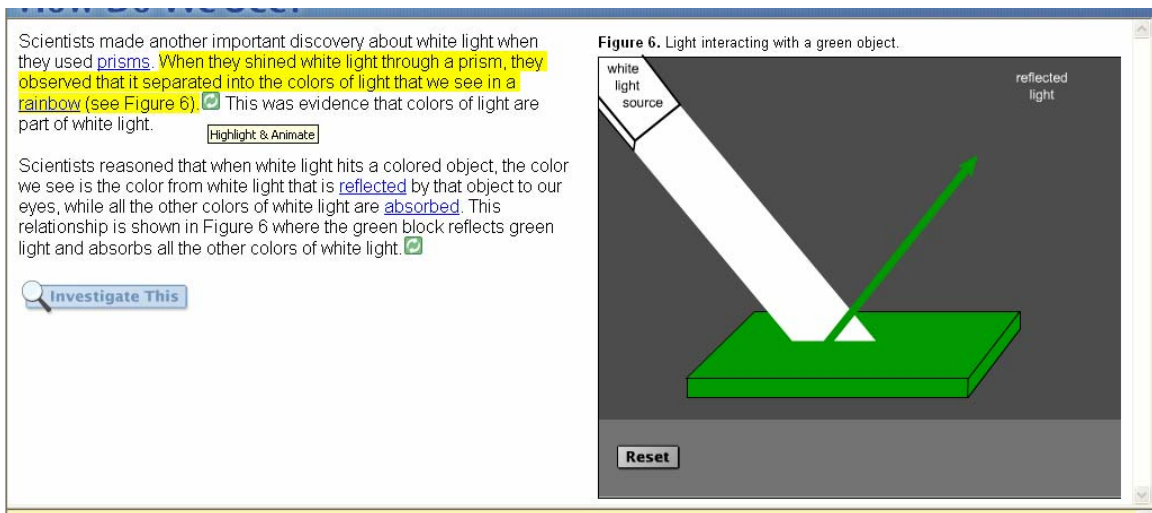 How Do We See?
Scientists made another important discovery about white light when
they used prisms. When they shined white light through a prism, they
observed that it separated into the colors of light that we see in a
rainbow (see Figure 6). This was evidence that colors of light are
part of white light.
Highlight & Animate
Scientists reasoned that when white light hits a colored object, the color
we see is the color from white light that is reflected by that object to our
eyes, while all the other colors of white light are absorbed. This
relationship is shown in Figure 6 where the green block reflects green
light and absorbs all the other colors of white light.
Investigate This
Figure 6. Light interacting with a green object.
white
light
source
reflected
light
Reset